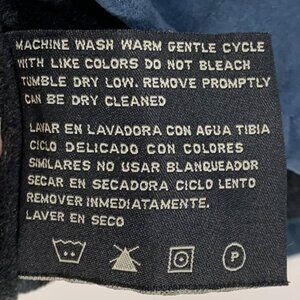 MACHINE WASH WARM GENTLE CYCLE
WITH LIKE COLORS DO NOT BLEACH
TUMBLE DRY LOW. REMOVE PROMPTLY
CAN BE DRY CLEANED
LAVAR EN LAVADORA CON AGUA TIBIA
CICLO DELICADO CON COLORES
SIMILARES NO USAR BLANQUEADOR
SECAR EN SECADORA CICLO LENTO
REMOVER INMEDIATAMENTE.
LAVER EN SECO
P